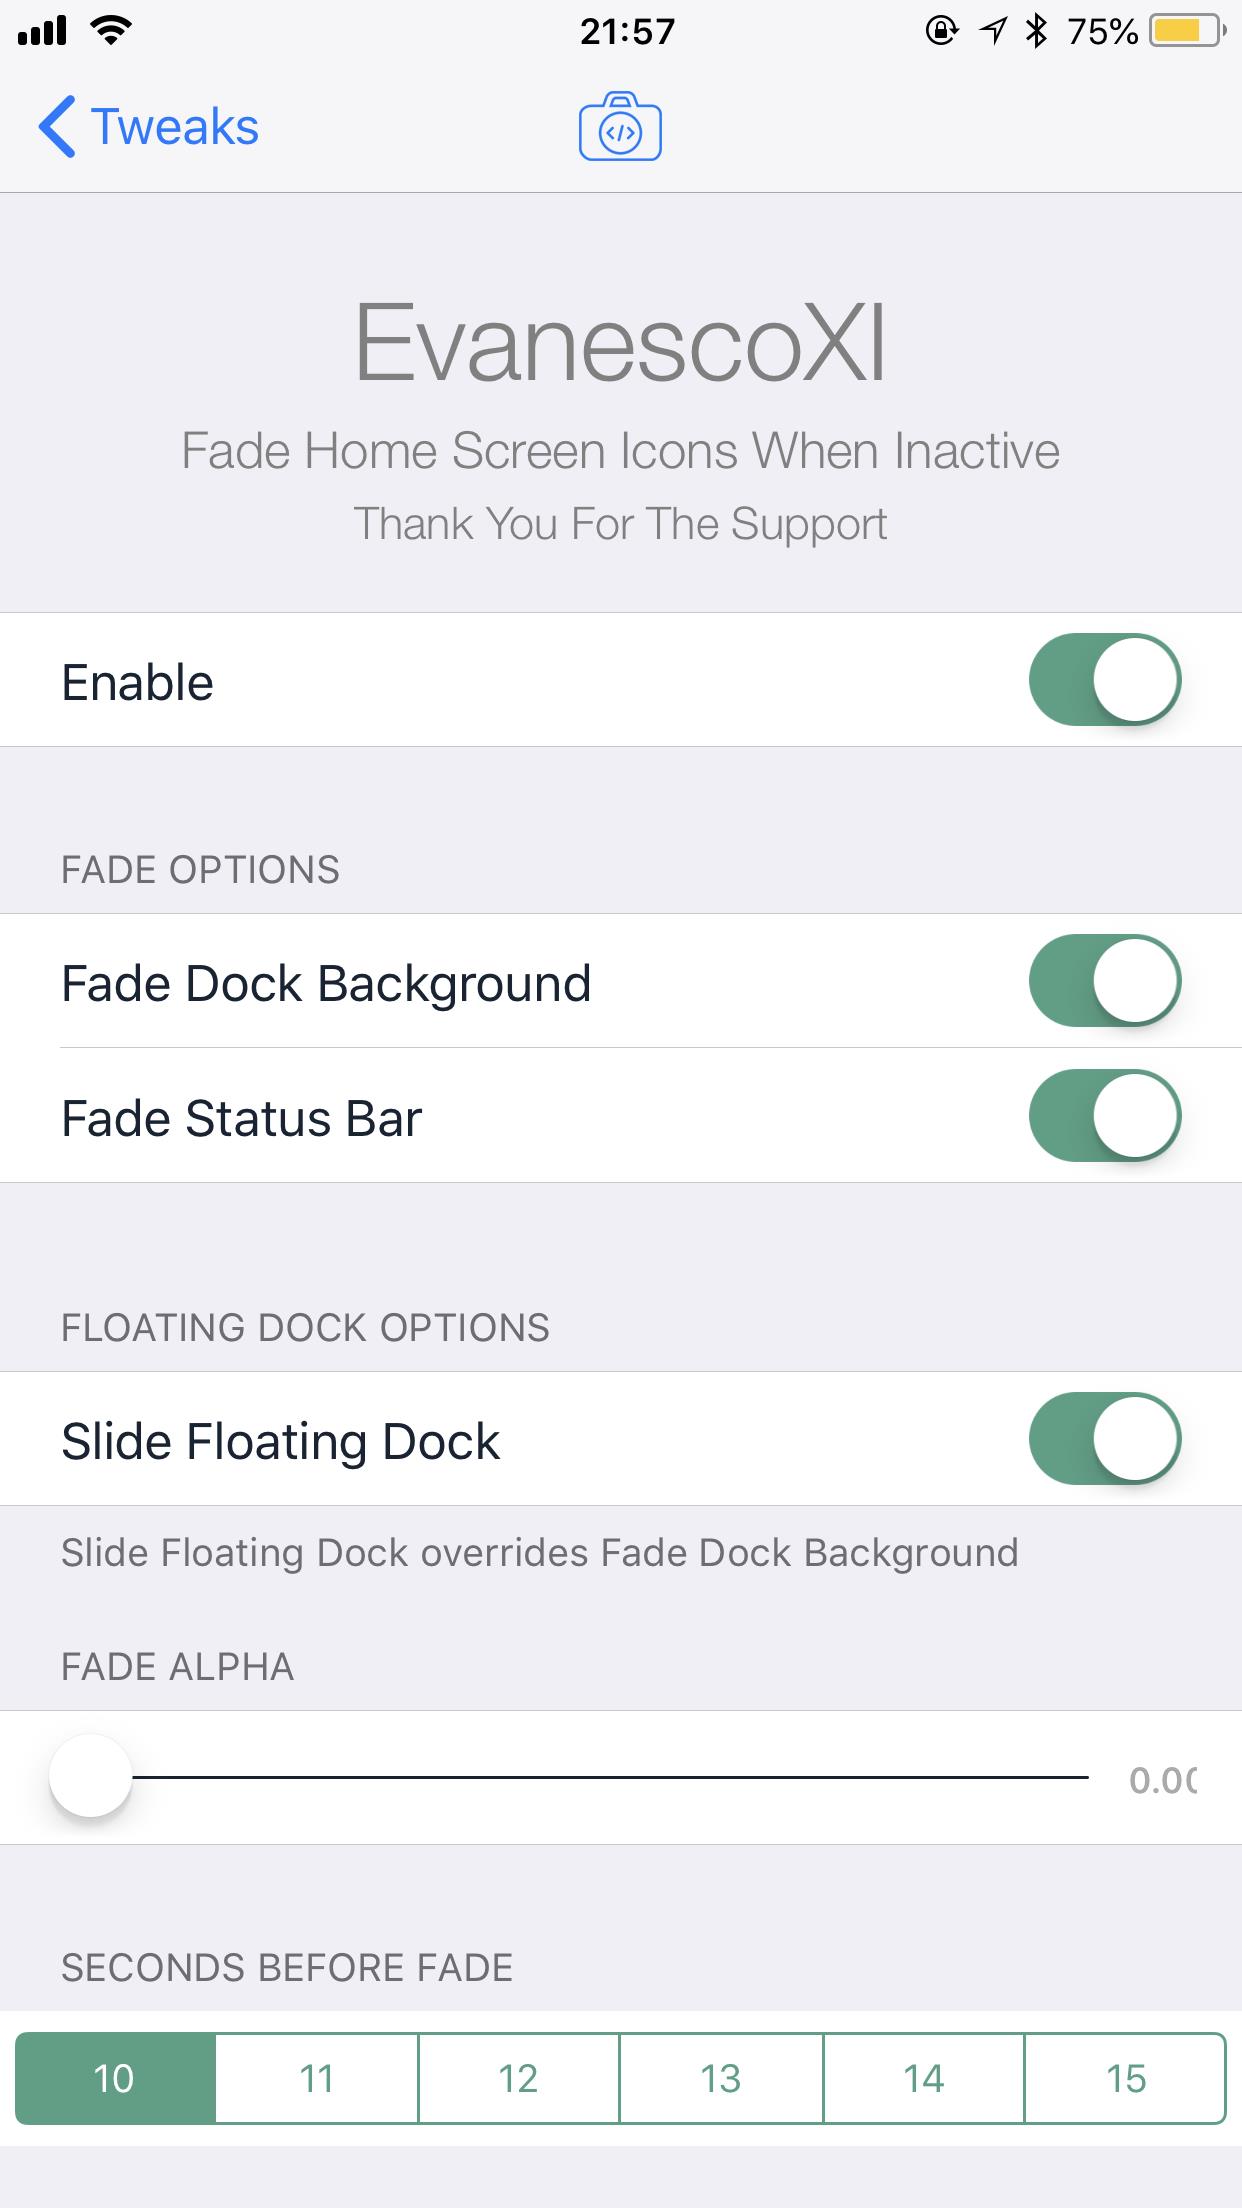 21:57
75%
Tweaks
</>
EvanescoXI
Fade Home Screen Icons When Inactive
Thank You For The Support
Enable
FADE OPTIONS
Fade Dock Background
Fade Status Bar
FLOATING DOCK OPTIONS
Slide Floating Dock
Slide Floating Dock overrides Fade Dock Background
FADE ALPHA
0.00
SECONDS BEFORE FADE
10 11 12 13 14 15